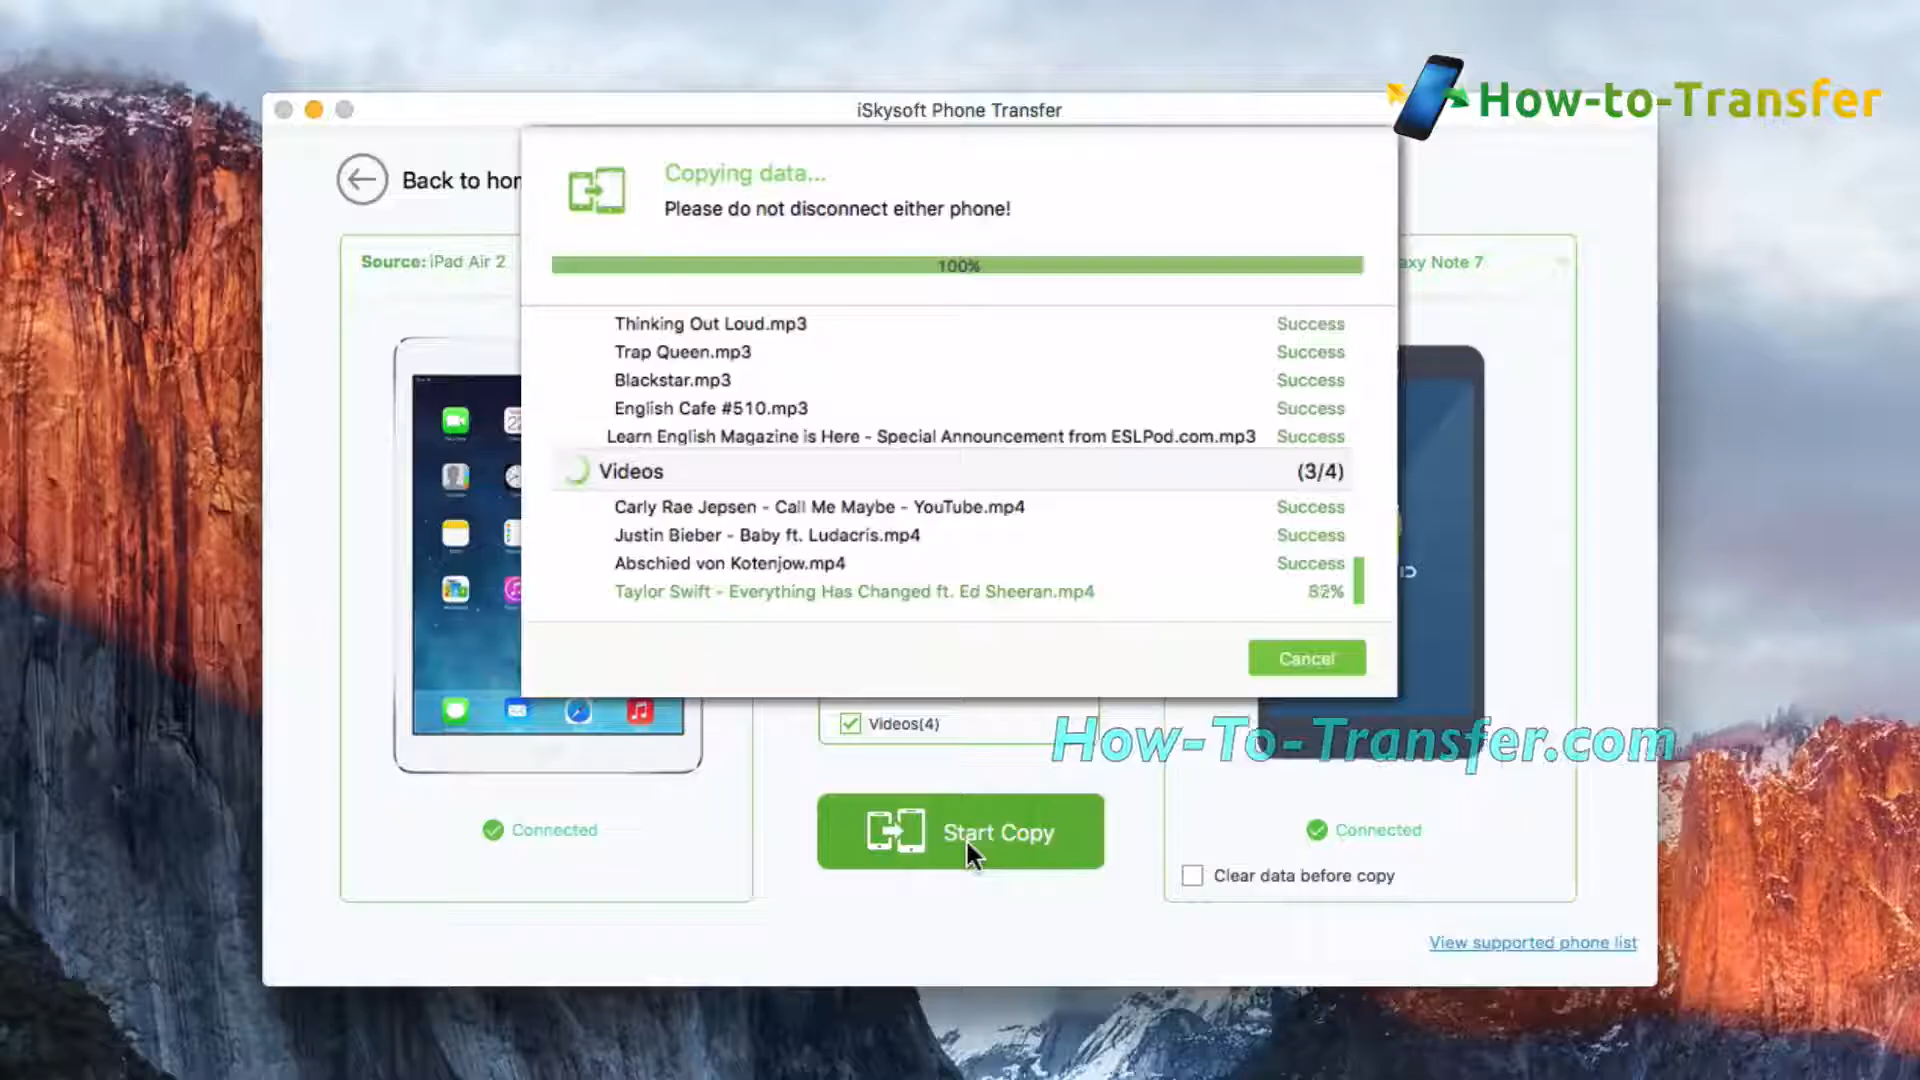 How-to-Transfer
iSkysoft Phone Transfer
Back to hor
Copying data...
Please do not disconnect either phone!
Source: iPad Air 2
axy Note 7
100%
Thinking Out Loud.mp3 Success
Trap Queen.mp3 Success
Blackstar.mp3 Success
English Cafe #510.mp3 Success
Learn English Magazine is Here - Special Announcement from ESLPod.com.mp3 Success
Videos (3/4)
Carly Rae Jepsen - Call Me Maybe - YouTube.mp4 Success
Justin Bieber - Baby ft. Ludacris.mp4 Success
Abschied von Kotenjow.mp4 Success
Taylor Swift - Everything Has Changed ft. Ed Sheeran.mp4 82%
Cancel
Videos(4)
How-To-Transfer.com
Start Copy
Connected
Connected
Clear data before copy
View supported phone list